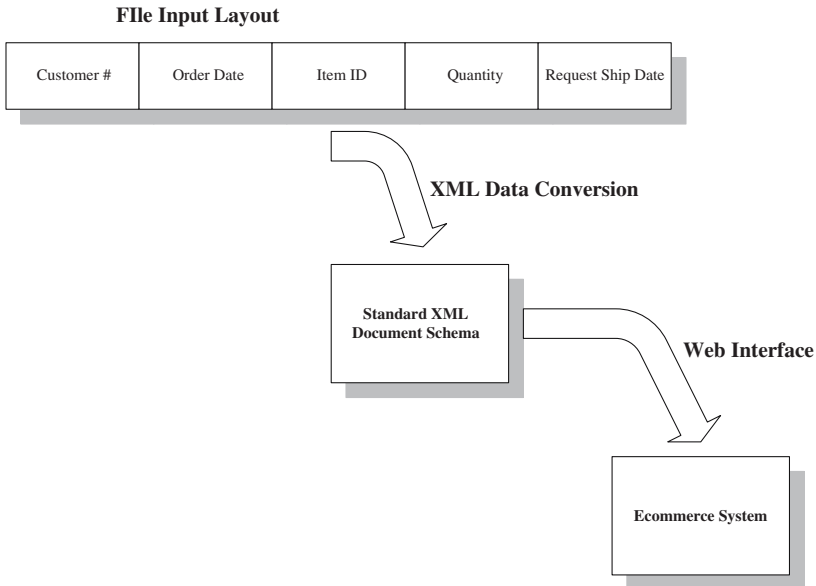 FIle Input Layout
Customer #
Order Date
Item ID
Quantity
Request Ship Date
XML Data Conversion
Standard XML
Document Schema
Web Interface
Ecommerce System